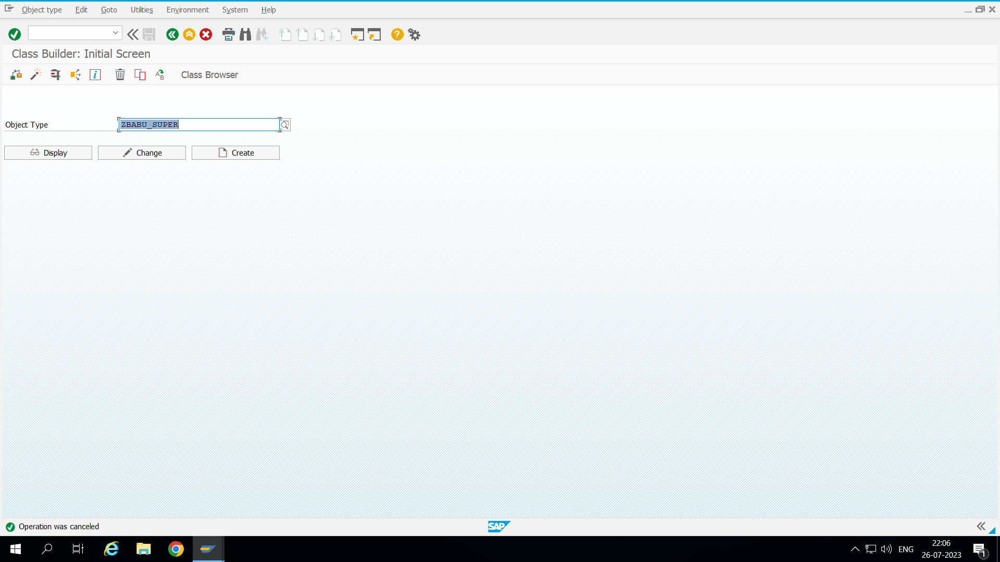 Object type Edit Goto Utilities Environment System Help
Class Builder: Initial Screen
Class Browser
Object Type ZBABU_SUPER
Display Change Create
Operation was canceled
SAP
ENG
22:06
26-07-2023
1